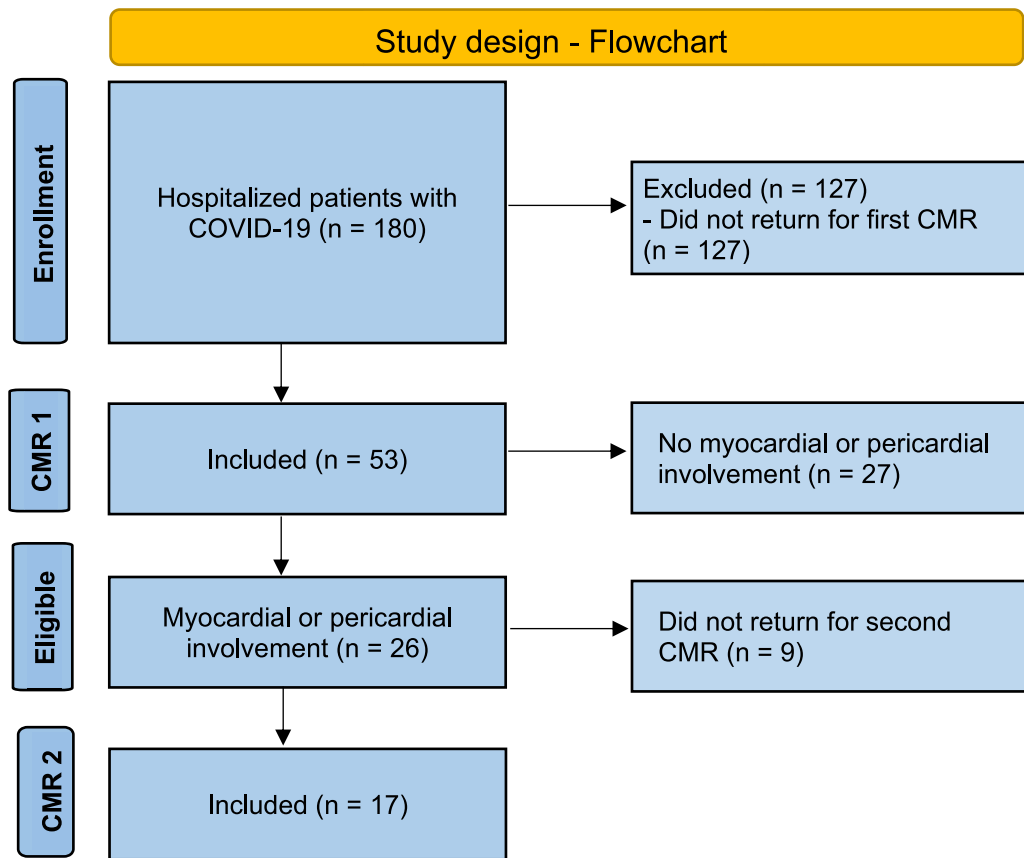 Study design - Flowchart
Enrollment
Hospitalized patients with
COVID-19 (n = 180)
Excluded (n = 127)
- Did not return for first CMR
(n = 127)
CMR 1
Included (n = 53)
No myocardial or pericardial
involvement (n = 27)
Eligible
Myocardial or pericardial
involvement (n = 26)
Did not return for second
CMR (n = 9)
CMR 2
Included (n = 17)